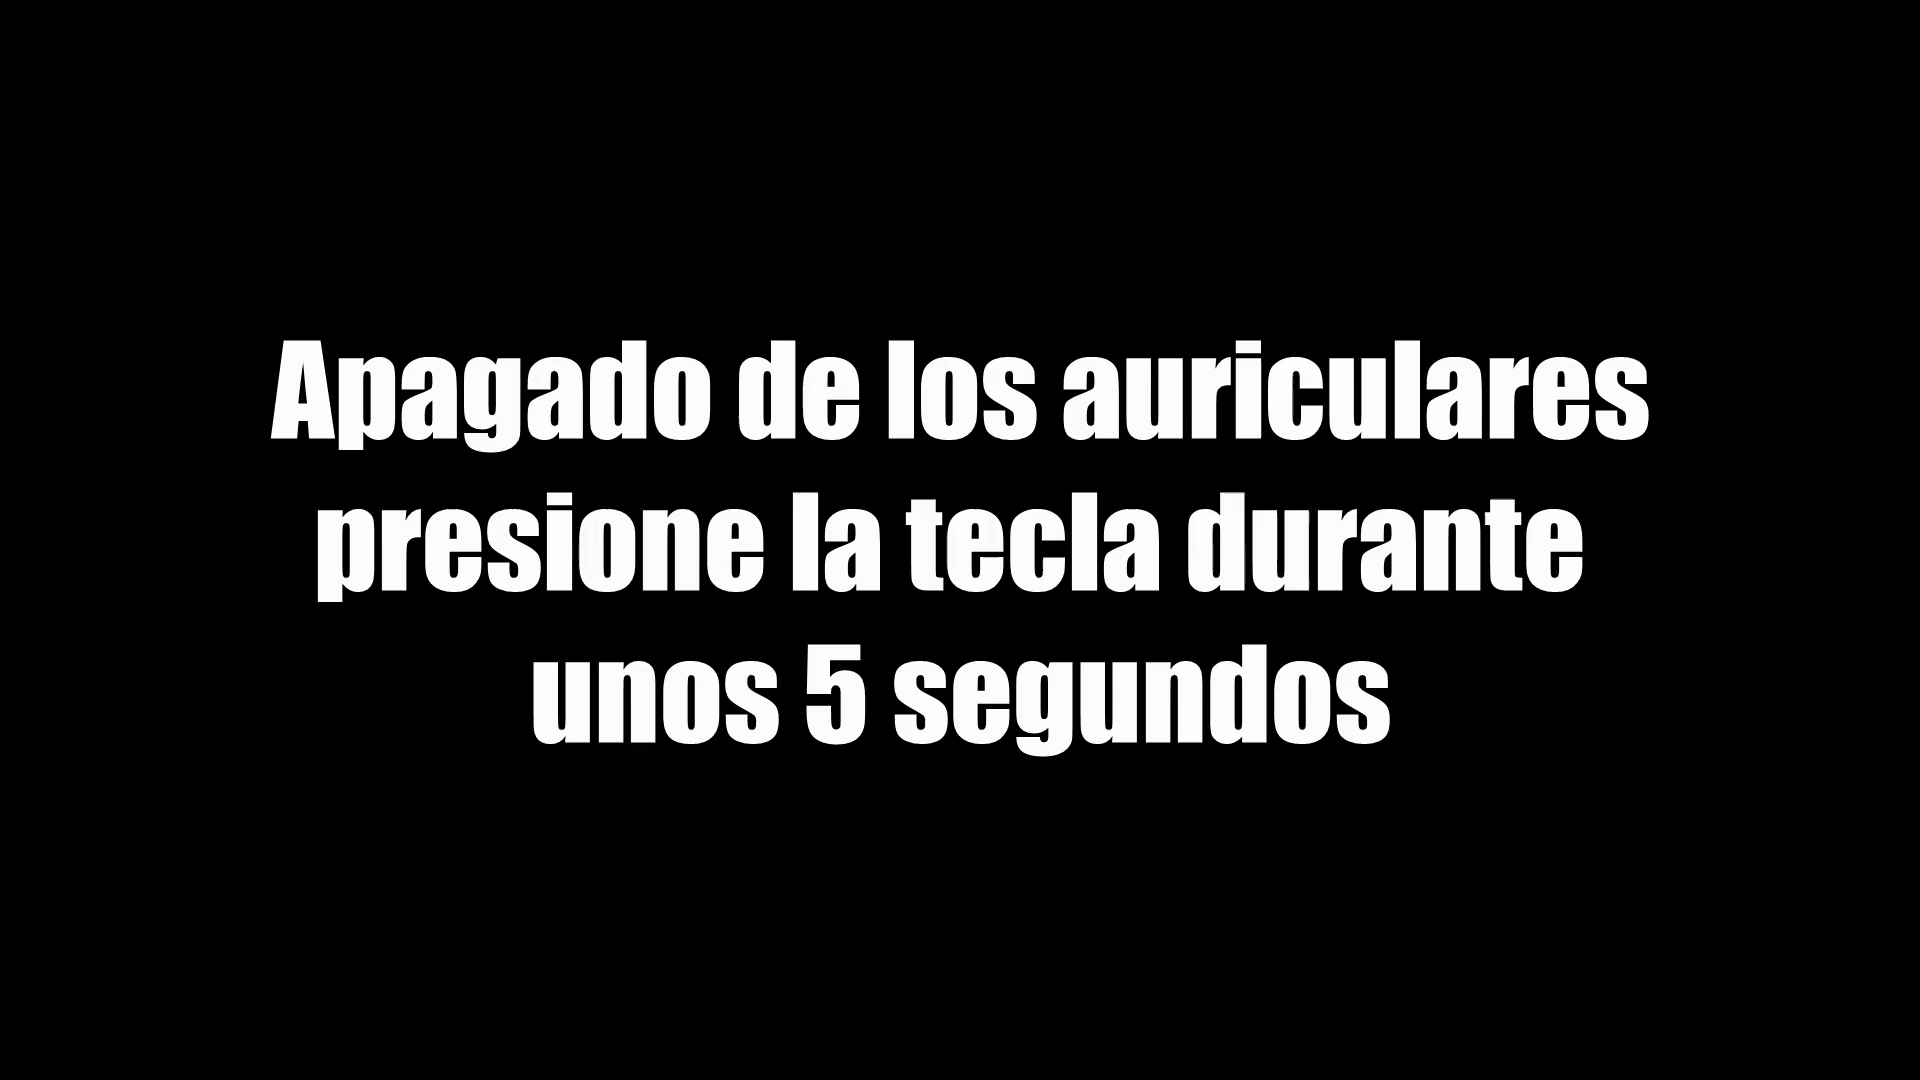 Apagado de los auriculares
presione la tecla durante
unos 5 segundos